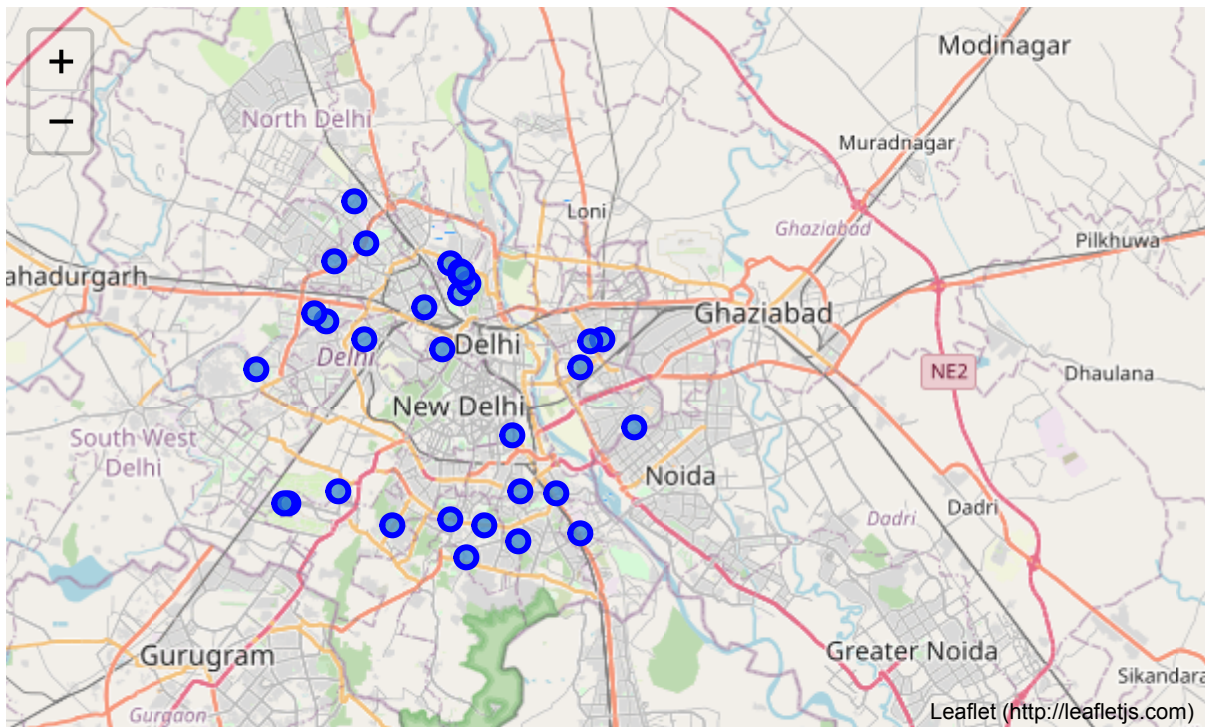 +
−
Modinagar
North Delhi
Muradnagar
Loni
Ghaziabad
Pilkhuwa
ahadurgarh
Ghaziabad
Delhi
Delhi
NE2
Dhaulana
New Delhi
South West
Delhi
Noida
Dadri
Dadri
Gurugram
Greater Noida
Sikandara
Gurgaon
Leaflet (http://leafletjs.com)